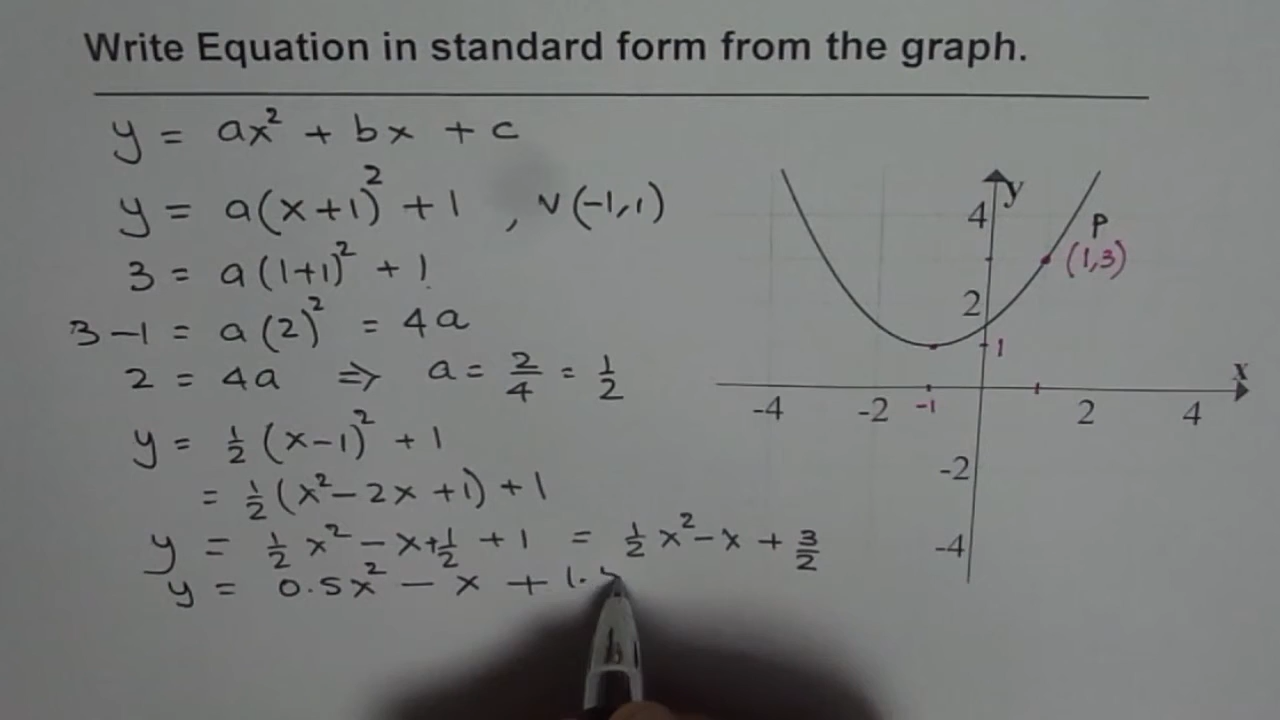 Write Equation in standard form from the graph.
y = ax² + bx + c
y = a(x+1)² + 1 , V(-1,1)
3 = a(1+1)² + 1
3-1 = a(2)² = 4a
2 = 4a ⇒ a = 2/4 = 1/2
y = 1/2 (x-1)² + 1
= 1/2 (x² - 2x + 1) + 1
y = 1/2 x² - x + 1/2 + 1 = 1/2 x² - x + 3/2
y = 0.5x² - x + 1.5
y
4
P
(1,3)
2
1
x
-4 -2 -1 2 4
-2
-4